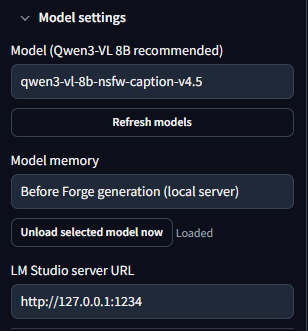 Model settings
Model (Qwen3-VL 8B recommended)
qwen3-vl-8b-nsfw-caption-v4.5
Refresh models
Model memory
Before Forge generation (local server)
Unload selected model now Loaded
LM Studio server URL
http://127.0.0.1:1234